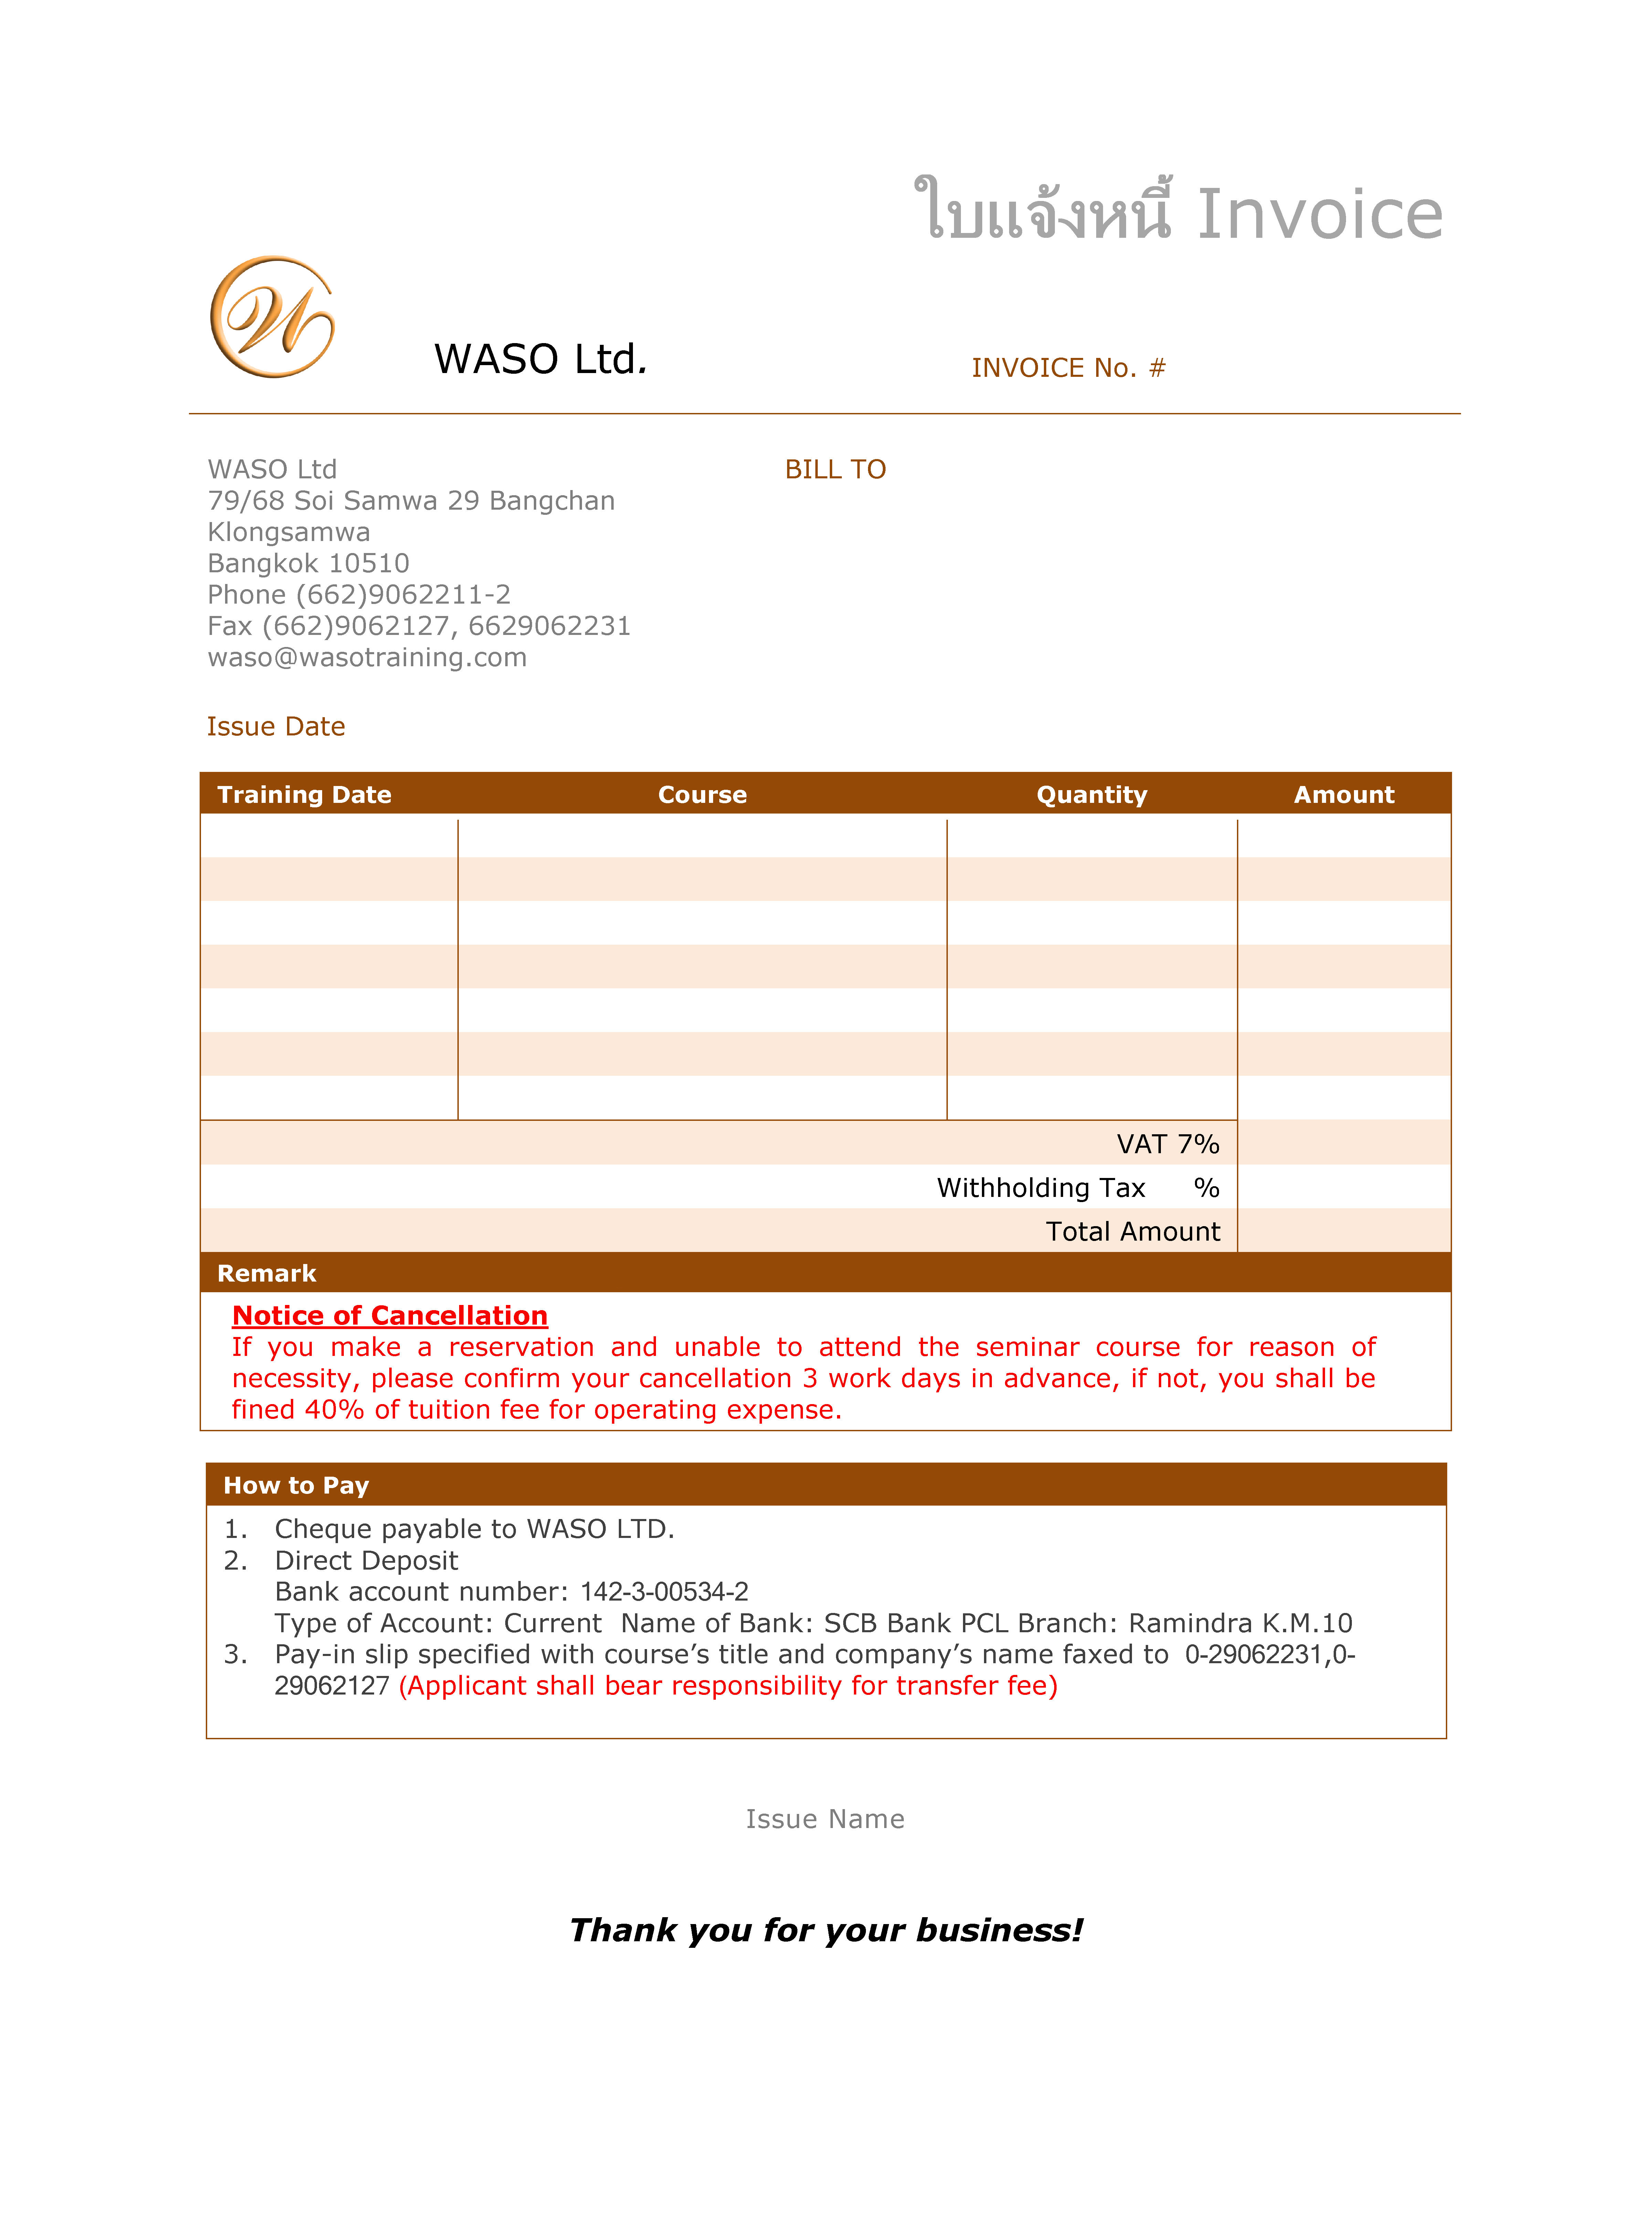 ใบแจ้งหนี้ Invoice
WASO Ltd.
INVOICE No. #
WASO Ltd
79/68 Soi Samwa 29 Bangchan
Klongsamwa
Bangkok 10510
Phone (662)9062211-2
Fax (662)9062127, 6629062231
waso@wasotraining.com
BILL TO
Issue Date
Training Date Course Quantity Amount
VAT 7%
Withholding Tax %
Total Amount
Remark
Notice of Cancellation
If you make a reservation and unable to attend the seminar course for reason of
necessity, please confirm your cancellation 3 work days in advance, if not, you shall be
fined 40% of tuition fee for operating expense.
How to Pay
1. Cheque payable to WASO LTD.
2. Direct Deposit
Bank account number: 142-3-00534-2
Type of Account: Current Name of Bank: SCB Bank PCL Branch: Ramindra K.M.10
3. Pay-in slip specified with course’s title and company’s name faxed to 0-29062231,0-
29062127 (Applicant shall bear responsibility for transfer fee)
Issue Name
Thank you for your business!